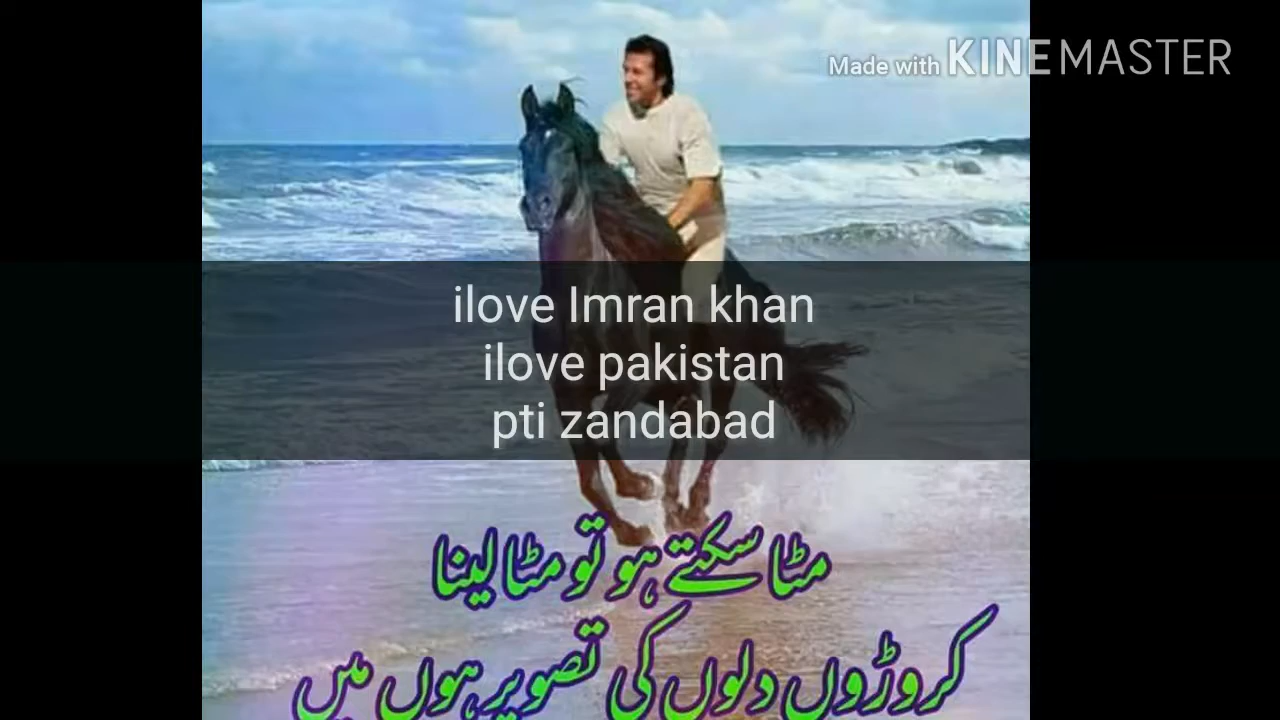 Made with KINEMASTER
ilove Imran khan
ilove pakistan
pti zandabad
مٹا سکتے ہو تو مٹا لینا
کروڑوں دلوں کی تصویر ہوں میں